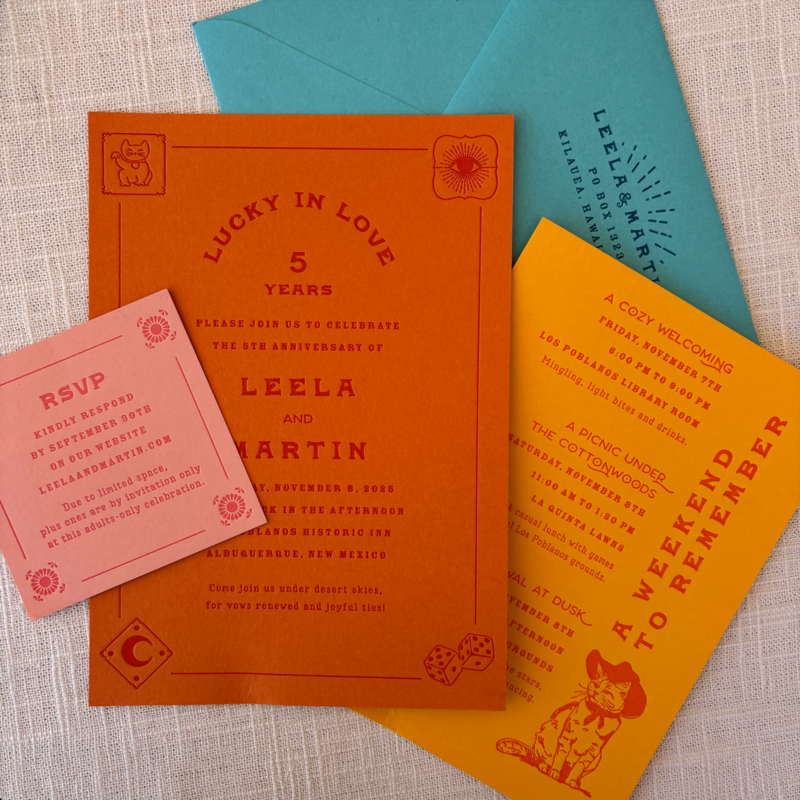 LUCKY IN LOVE
5
YEARS
PLEASE JOIN US TO CELEBRATE
THE 5TH ANNIVERSARY OF
LEELA
AND
MARTIN
NOVEMBER 8, 2025
IN THE AFTERNOON
HISTORIC INN
ALBUQUERQUE, NEW MEXICO
Come join us under desert skies,
for vows renewed and joyful ties!
RSVP
KINDLY RESPOND
BY SEPTEMBER 20TH
ON OUR WEBSITE
LEELAANDMARTIN.COM
Due to limited space,
plus ones are by invitation only
at this adults-only celebration.
LEELA & MARTI
PO BOX 1323
KILAUEA, HAWAI
A COZY WELCOMING
FRIDAY, NOVEMBER 7TH
6:00 PM TO 9:00 PM
LOS POBLANOS LIBRARY ROOM
Mingling, light bites and drinks.
A PICNIC UNDER
THE COTTONWOODS
SATURDAY, NOVEMBER 8TH
11:00 AM TO 1:30 PM
LA QUINTA LAWNS
casual lunch with games
Los Poblanos grounds.
AT DUSK
NOVEMBER 8TH
AFTERNOON
GROUNDS
stars,
A WEEKEND
TO REMEMBER